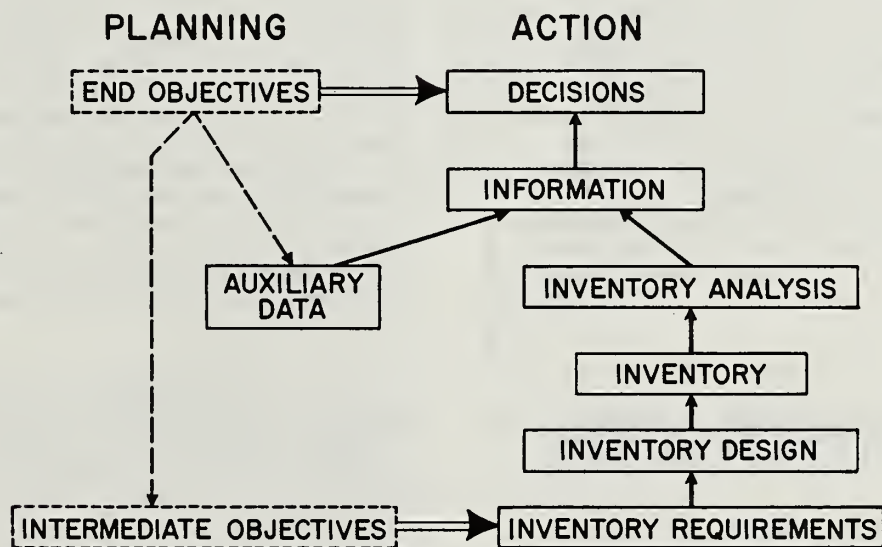 PLANNING
ACTION
END OBJECTIVES
DECISIONS
INFORMATION
AUXILIARY
DATA
INVENTORY ANALYSIS
INVENTORY
INVENTORY DESIGN
INTERMEDIATE OBJECTIVES
INVENTORY REQUIREMENTS